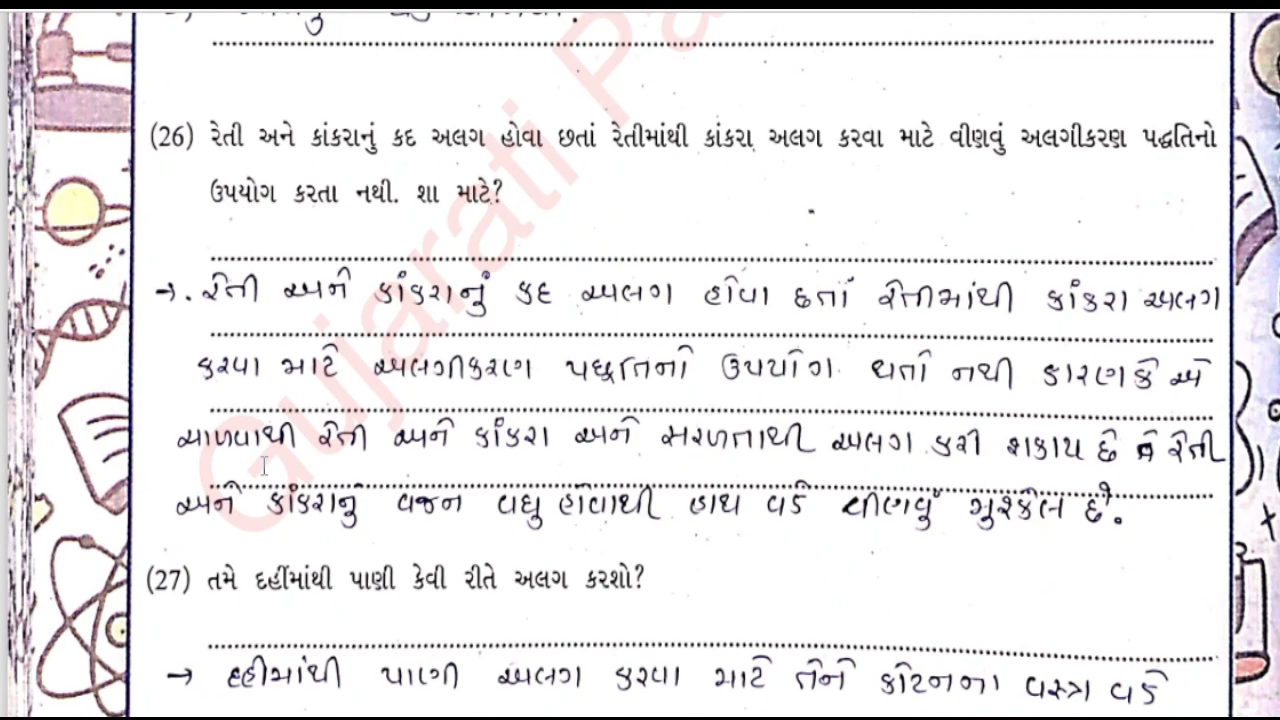 (26) રેતી અને કાંકરાનું કદ અલગ હોવા છતાં રેતીમાંથી કાંકરા અલગ કરવા માટે વીણવું અલગીકરણ પદ્ધતિનો
ઉપયોગ કરતા નથી. શા માટે?
→. રેતી અને કાંકરાનું કદ અલગ હોવા છતાં રેતીમાંથી કાંકરા અલગ
કરવા માટે અલગીકરણ પધ્ધતિનો ઉપયોગ થતો નથી કારણકે એ
ચાળવાથી રેતી અને કાંકરા અને સરળતાથી અલગ કરી શકાય છે રેતી
અને કાંકરાનું વજન વધુ હોવાથી હાથ વડે વીણવું મુશ્કેલ છે.
(27) તમે દહીંમાંથી પાણી કેવી રીતે અલગ કરશો?
→ દહીમાંથી પાણી અલગ કરવા માટે તેને કોટનના વસ્ત્ર વડે
Gujarati Pa